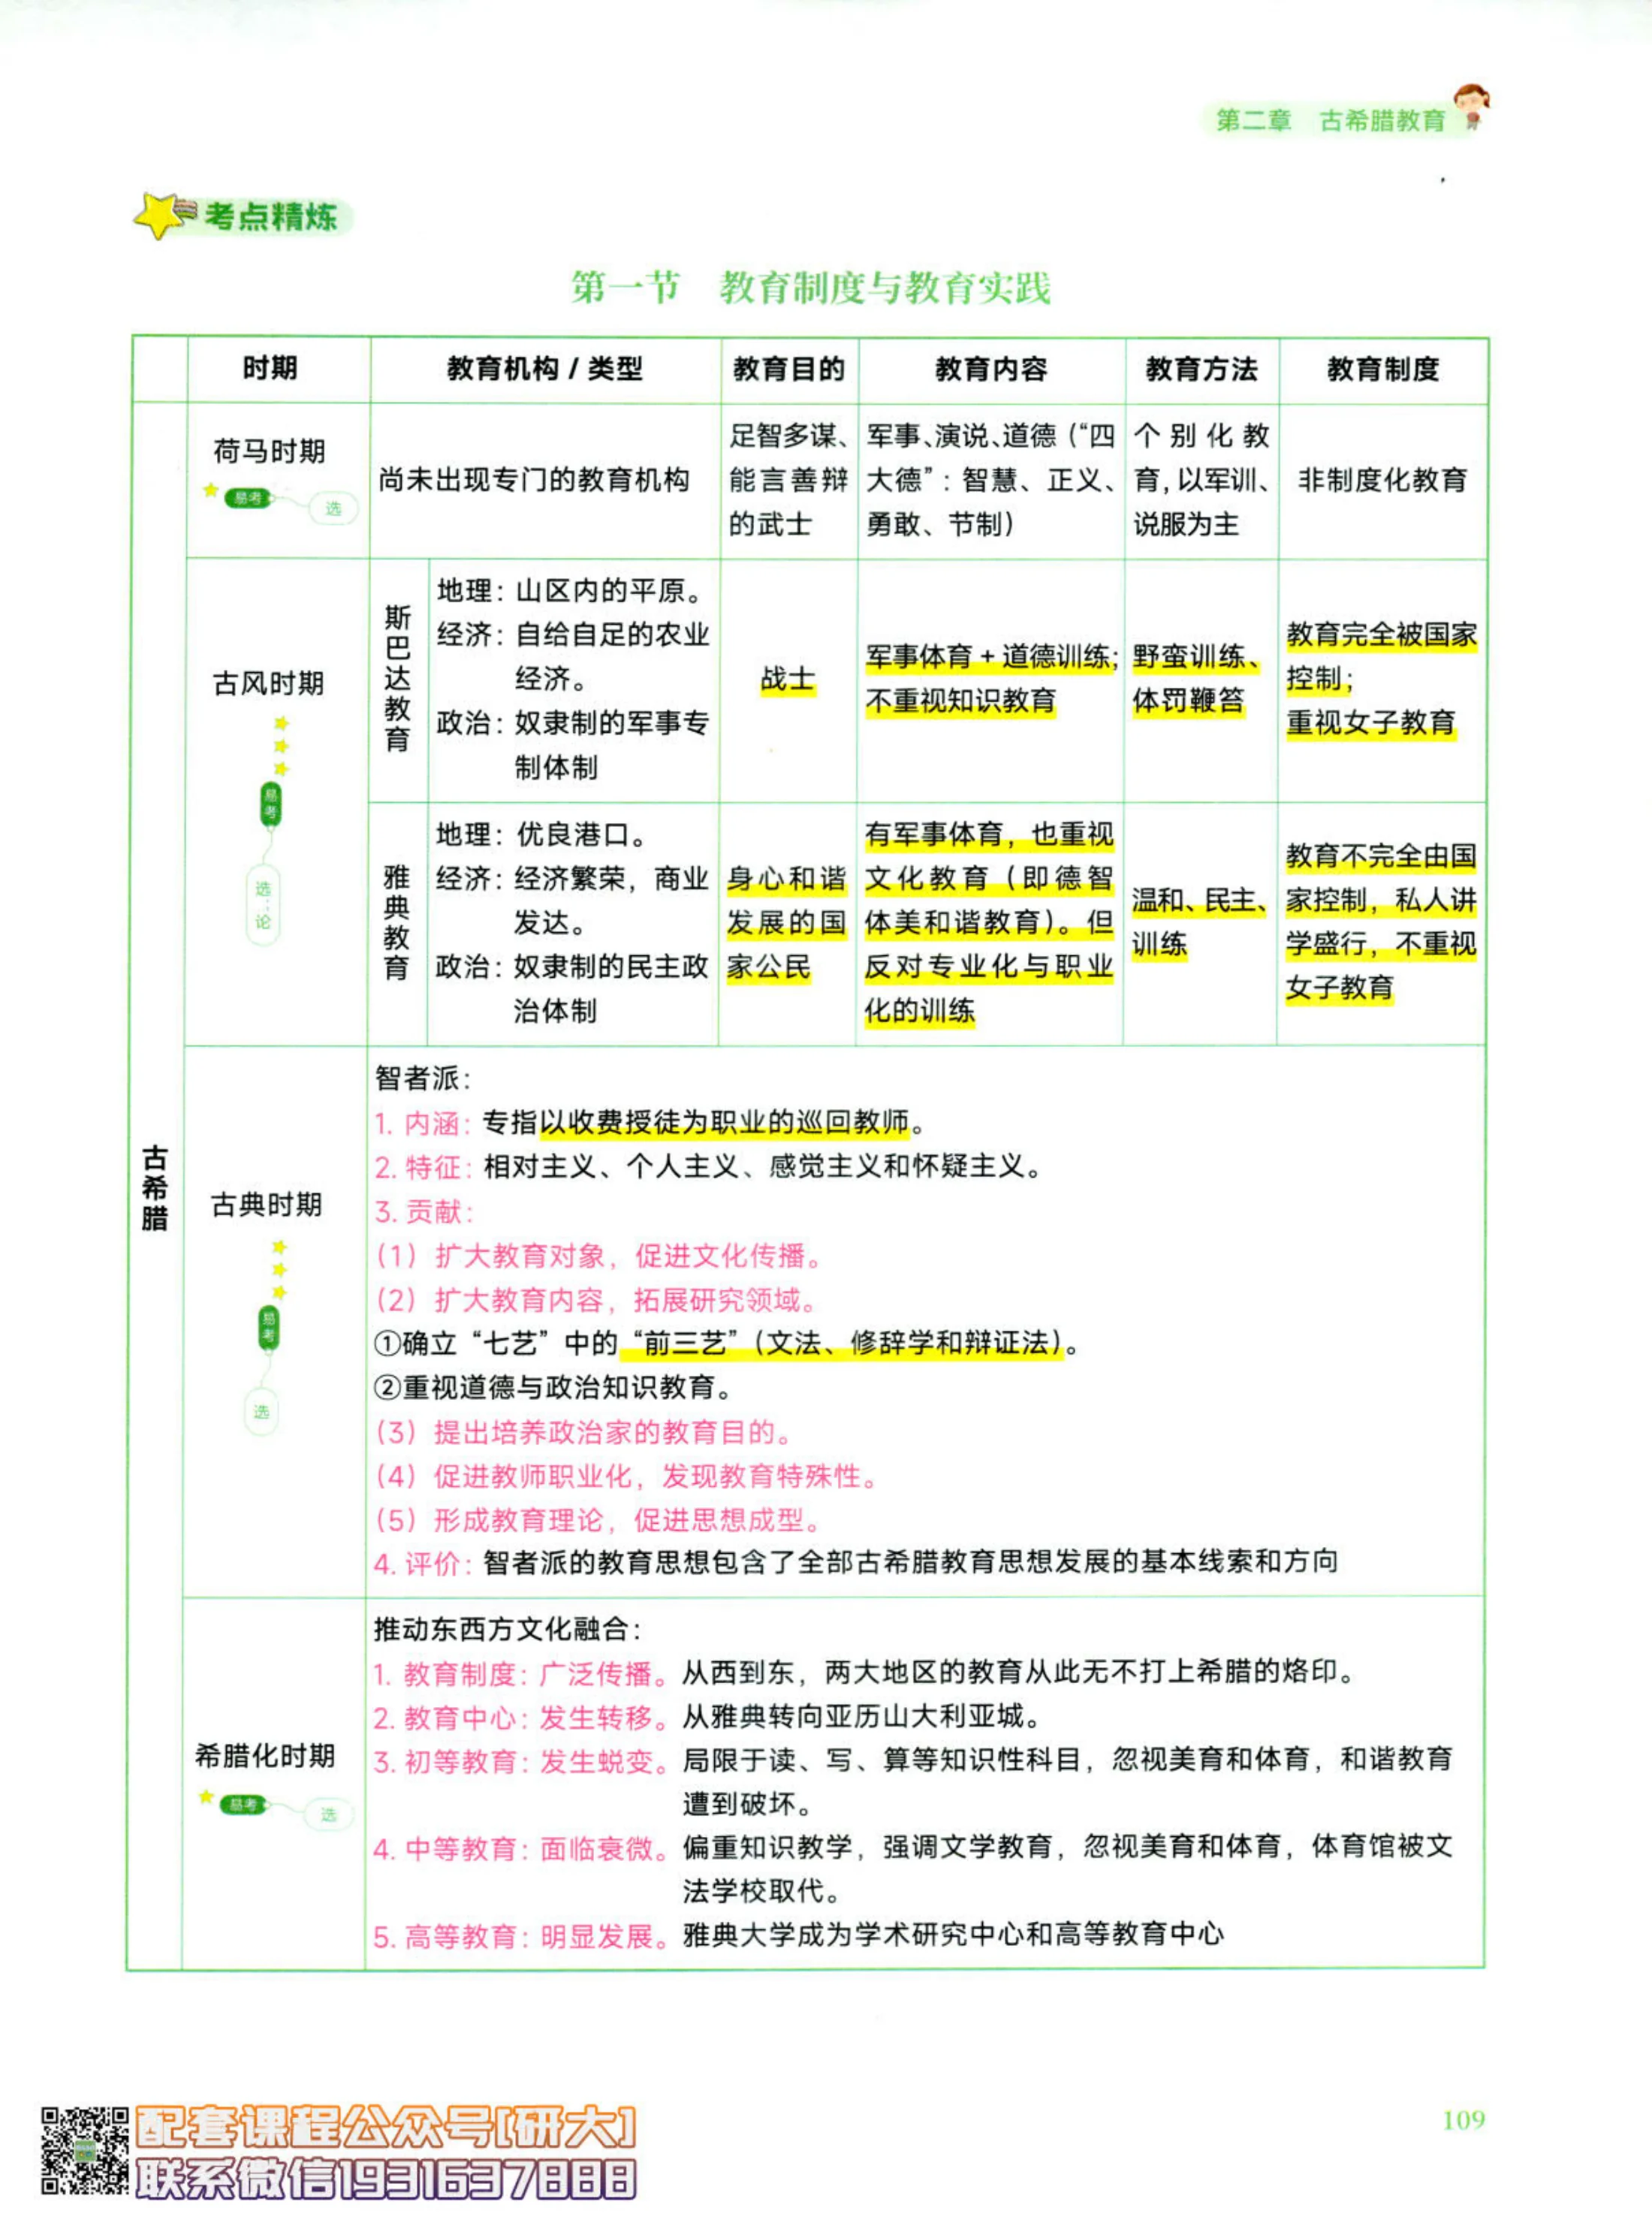 第二章 古希腊教育
考点精炼
第一节 教育制度与教育实践
时期 教育机构 / 类型 教育目的 教育内容 教育方法 教育制度
古希腊
荷马时期
易考 选
尚未出现专门的教育机构
足智多谋、
能言善辩
的武士
军事、演说、道德（“四
大德”：智慧、正义、
勇敢、节制）
个别化教
育，以军训、
说服为主
非制度化教育
古风时期
易考
选 论
斯巴达教育
地理：山区内的平原。
经济：自给自足的农业
经济。
政治：奴隶制的军事专
制体制
战士
军事体育 + 道德训练；
不重视知识教育
野蛮训练、
体罚鞭笞
教育完全被国家
控制；
重视女子教育
雅典教育
地理：优良港口。
经济：经济繁荣，商业
发达。
政治：奴隶制的民主政
治体制
身心和谐
发展的国
家公民
有军事体育，也重视
文化教育（即德智
体美和谐教育）。但
反对专业化与职业
化的训练
温和、民主、
训练
教育不完全由国
家控制，私人讲
学盛行，不重视
女子教育
古典时期
易考
选
智者派：
1. 内涵：专指以收费授徒为职业的巡回教师。
2. 特征：相对主义、个人主义、感觉主义和怀疑主义。
3. 贡献：
（1）扩大教育对象，促进文化传播。
（2）扩大教育内容，拓展研究领域。
①确立“七艺”中的“前三艺”（文法、修辞学和辩证法）。
②重视道德与政治知识教育。
（3）提出培养政治家的教育目的。
（4）促进教师职业化，发现教育特殊性。
（5）形成教育理论，促进思想成型。
4. 评价：智者派的教育思想包含了全部古希腊教育思想发展的基本线索和方向
希腊化时期
易考 选
推动东西方文化融合：
1. 教育制度：广泛传播。从西到东，两大地区的教育从此无不打上希腊的烙印。
2. 教育中心：发生转移。从雅典转向亚历山大利亚城。
3. 初等教育：发生蜕变。局限于读、写、算等知识性科目，忽视美育和体育，和谐教育
遭到破坏。
4. 中等教育：面临衰微。偏重知识教学，强调文学教育，忽视美育和体育，体育馆被文
法学校取代。
5. 高等教育：明显发展。雅典大学成为学术研究中心和高等教育中心
配套课程公众号[研大]
联系微信1931637888
109